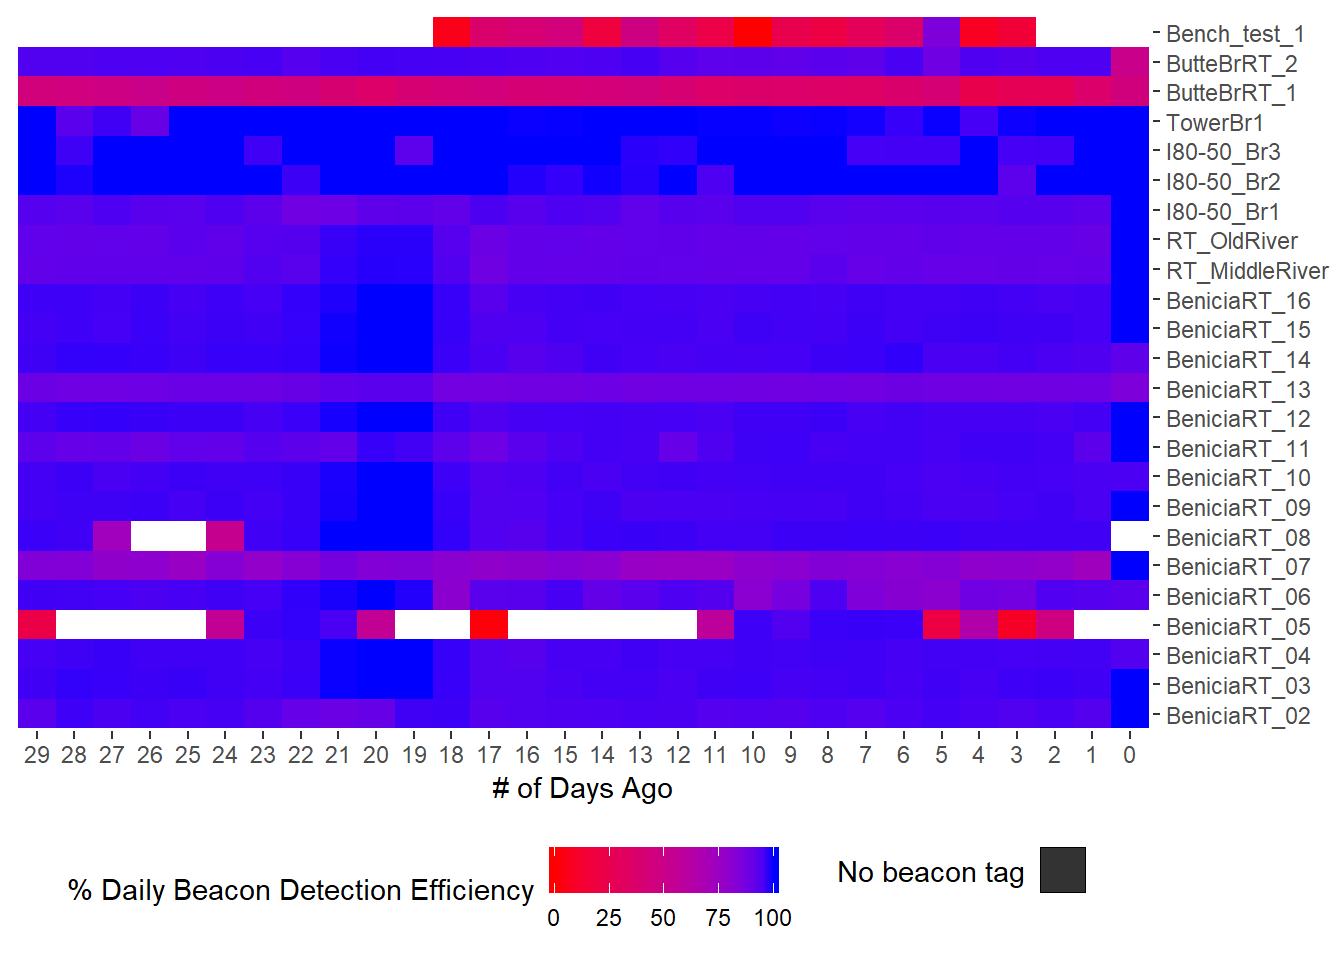 Bench_test_1
ButteBrRT_2
ButteBrRT_1
TowerBr1
I80-50_Br3
I80-50_Br2
I80-50_Br1
RT_OldRiver
RT_MiddleRiver
BeniciaRT_16
BeniciaRT_15
BeniciaRT_14
BeniciaRT_13
BeniciaRT_12
BeniciaRT_11
BeniciaRT_10
BeniciaRT_09
BeniciaRT_08
BeniciaRT_07
BeniciaRT_06
BeniciaRT_05
BeniciaRT_04
BeniciaRT_03
BeniciaRT_02
29 28 27 26 25 24 23 22 21 20 19 18 17 16 15 14 13 12 11 10 9 8 7 6 5 4 3 2 1 0
# of Days Ago
% Daily Beacon Detection Efficiency
0 25 50 75 100
No beacon tag